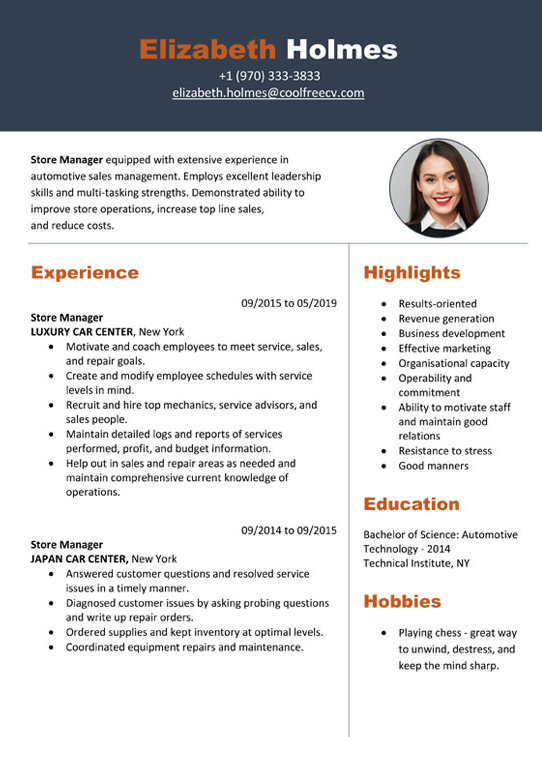 Elizabeth Holmes
+1 (970) 333-3833
elizabeth.holmes@coolfreecv.com
Store Manager equipped with extensive experience in
automotive sales management. Employs excellent leadership
skills and multi-tasking strengths. Demonstrated ability to
improve store operations, increase top line sales,
and reduce costs.
Experience
09/2015 to 05/2019
Store Manager
LUXURY CAR CENTER, New York
• Motivate and coach employees to meet service, sales,
and repair goals.
• Create and modify employee schedules with service
levels in mind.
• Recruit and hire top mechanics, service advisors, and
sales people.
• Maintain detailed logs and reports of services
performed, profit, and budget information.
• Help out in sales and repair areas as needed and
maintain comprehensive current knowledge of
operations.
09/2014 to 09/2015
Store Manager
JAPAN CAR CENTER, New York
• Answered customer questions and resolved service
issues in a timely manner.
• Diagnosed customer issues by asking probing questions
and write up repair orders.
• Ordered supplies and kept inventory at optimal levels.
• Coordinated equipment repairs and maintenance.
Highlights
• Results-oriented
• Revenue generation
• Business development
• Effective marketing
• Organisational capacity
• Operability and
commitment
• Ability to motivate staff
and maintain good
relations
• Resistance to stress
• Good manners
Education
Bachelor of Science: Automotive
Technology - 2014
Technical Institute, NY
Hobbies
• Playing chess - great way
to unwind, destress, and
keep the mind sharp.